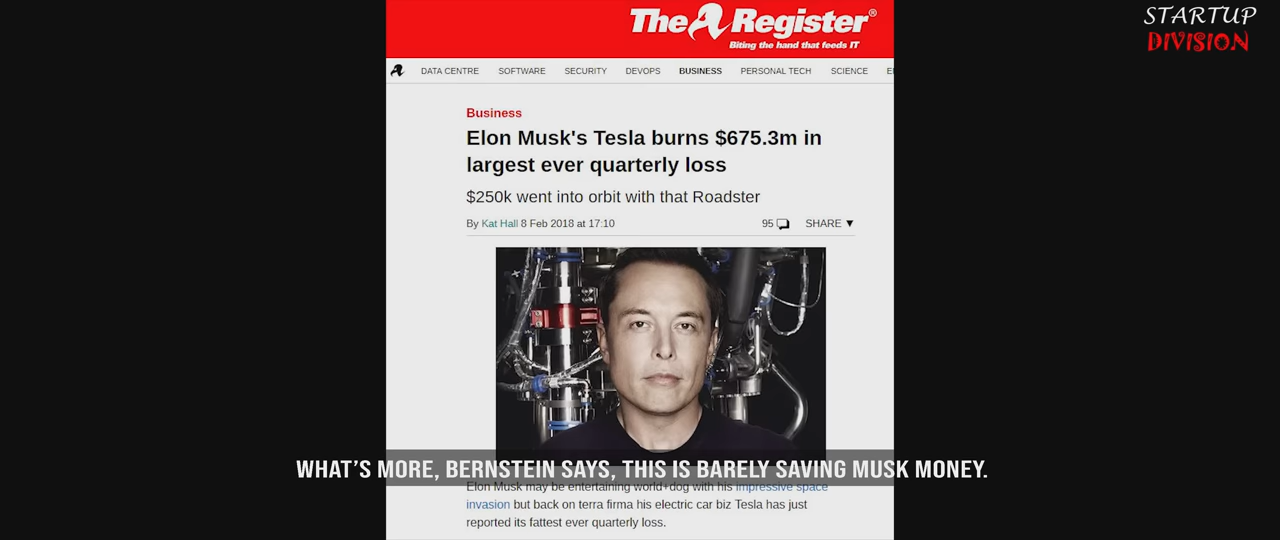 STARTUP
DIVISION
The Register®
Biting the hand that feeds IT
DATA CENTRE SOFTWARE SECURITY DEVOPS BUSINESS PERSONAL TECH SCIENCE
Business
Elon Musk's Tesla burns $675.3m in
largest ever quarterly loss
$250k went into orbit with that Roadster
By Kat Hall 8 Feb 2018 at 17:10 95 SHARE ▼
WHAT'S MORE, BERNSTEIN SAYS, THIS IS BARELY SAVING MUSK MONEY.
Elon Musk may be entertaining world+dog with his impressive space
invasion but back on terra firma his electric car biz Tesla has just
reported its fattest ever quarterly loss.